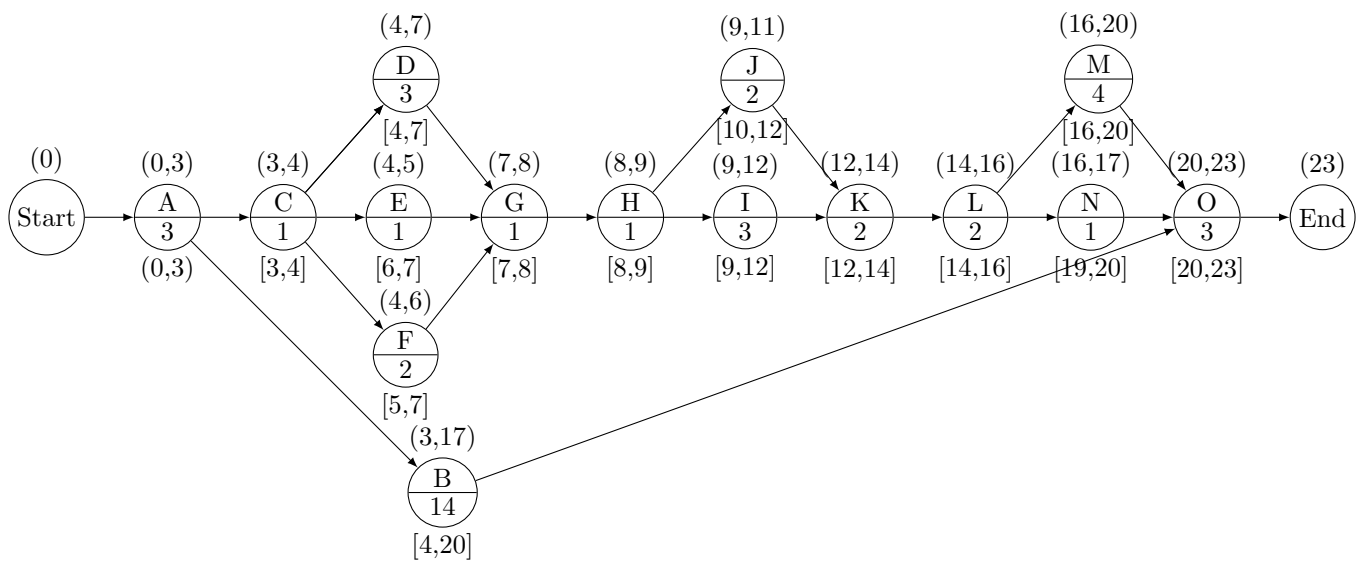 (4,7)
D
3
[4,7]
(9,11)
J
2
[10,12]
(16,20)
M
4
[16,20]
(0)
Start
(0,3)
A
3
(0,3)
(3,4)
C
1
[3,4]
(4,5)
E
1
[6,7]
(7,8)
G
1
[7,8]
(8,9)
H
1
[8,9]
(9,12)
I
3
[9,12]
(12,14)
K
2
[12,14]
(14,16)
L
2
[14,16]
(16,17)
N
1
[19,20]
(20,23)
O
3
[20,23]
(23)
End
(4,6)
F
2
[5,7]
(3,17)
B
14
[4,20]